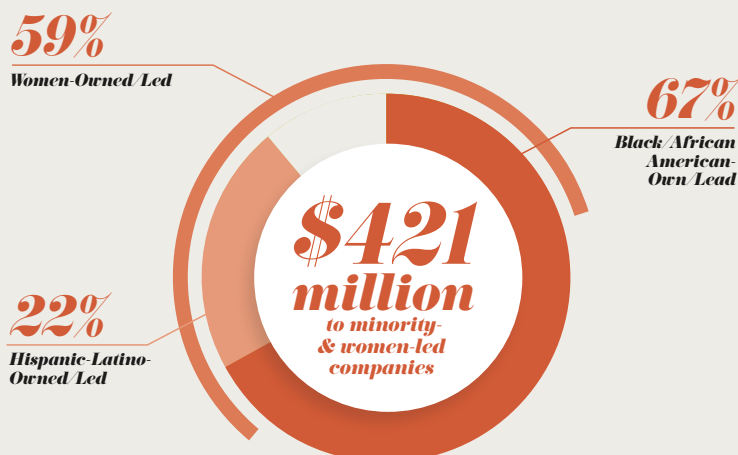 59%
Women-Owned/Led
67%
Black/African
American-
Own/Lead
$421
million
to minority-
& women-led
companies
22%
Hispanic-Latino-
Owned/Led